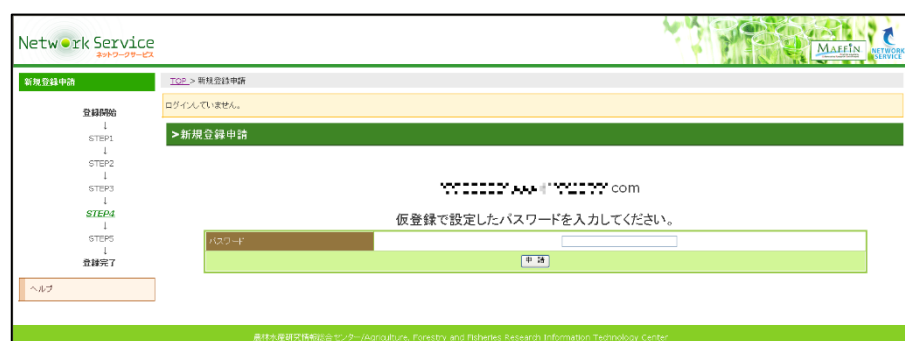 Network Service
ネットワークサービス
MAFFIN
NETWORK
SERVICE
新規登録申請
TOP > 新規登録申請
ログインしていません。
>新規登録申請
登録開始
↓
STEP1
↓
STEP2
↓
STEP3
↓
STEP4
↓
STEP5
↓
登録完了
ヘルプ
com
仮登録で設定したパスワードを入力してください。
パスワード
申 請
農林水産研究情報総合センター/Agriculture, Forestry and Fisheries Research Information Technology Center